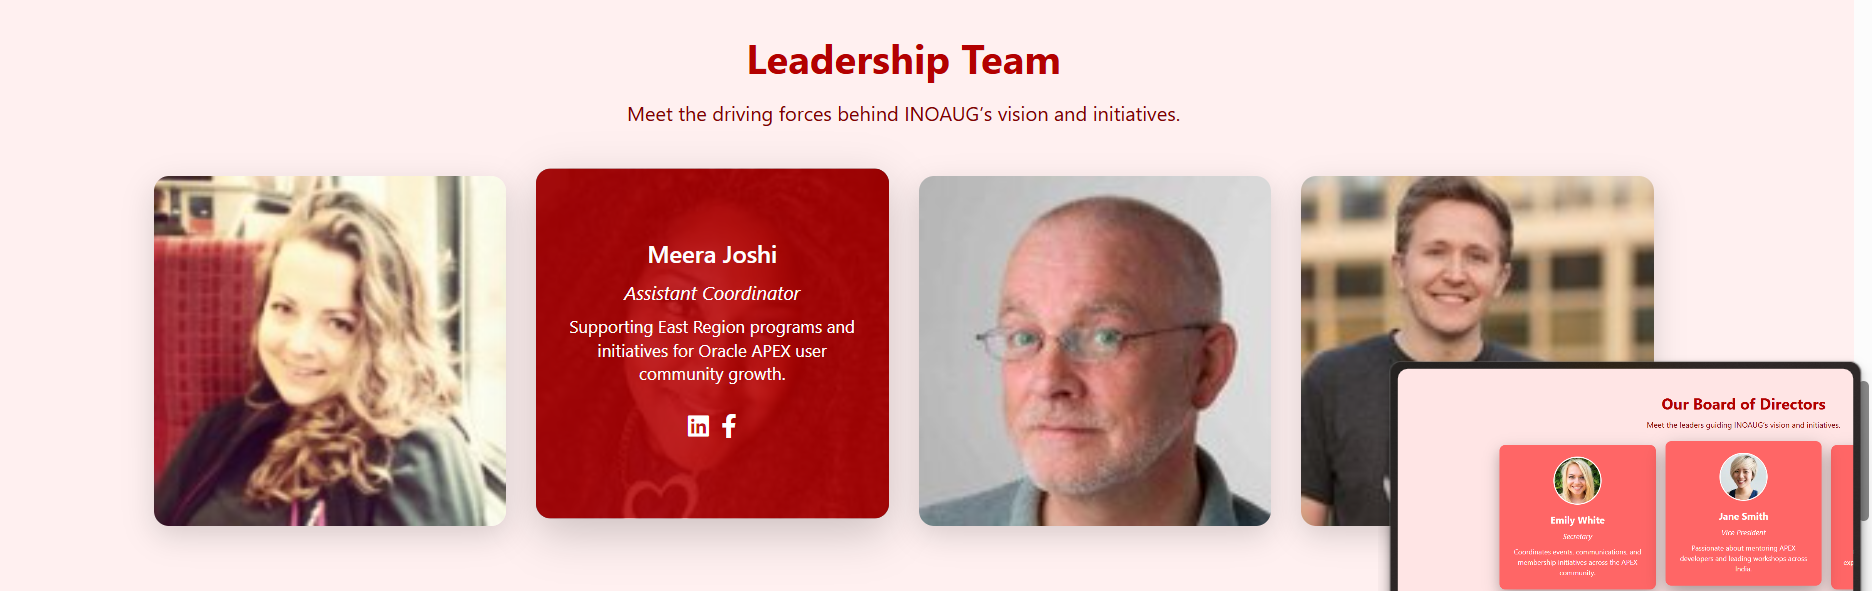 Leadership Team
Meet the driving forces behind INOAUG's vision and initiatives.
Meera Joshi
Assistant Coordinator
Supporting East Region programs and
initiatives for Oracle APEX user
community growth.
Our Board of Directors
Meet the leaders guiding INOAUG's vision and initiatives.
Emily White
Secretary
Coordinates events, communications, and
membership initiatives across the APEX
community.
Jane Smith
Vice President
Passionate about mentoring APEX
developers and leading workshops across
India.